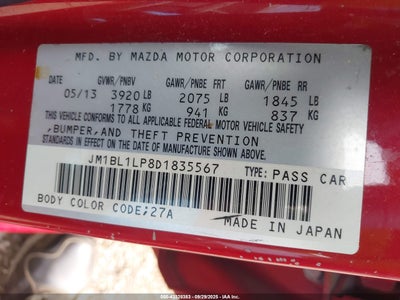 MFD. BY MAZDA MOTOR CORPORATION
DATE GVWR/PNBV GAWR/PNBE FRT GAWR/PNBE RR
05/13 3920 LB 2075 LB 1845 LB
1778 KG 941 KG 837 KG
THIS VEHICLE CONFORMS TO ALL APPLICABLE FEDERAL MOTOR VEHICLE SAFETY,
,BUMPER,AND THEFT PREVENTION
STANDARDS IN EFFECT ON THE DATE OF MANUFACTURE SHOWN ABOVE.
JM1BL1LP8D1835567 TYPE: PASS CAR
BODY COLOR CODE:27A
MADE IN JAPAN